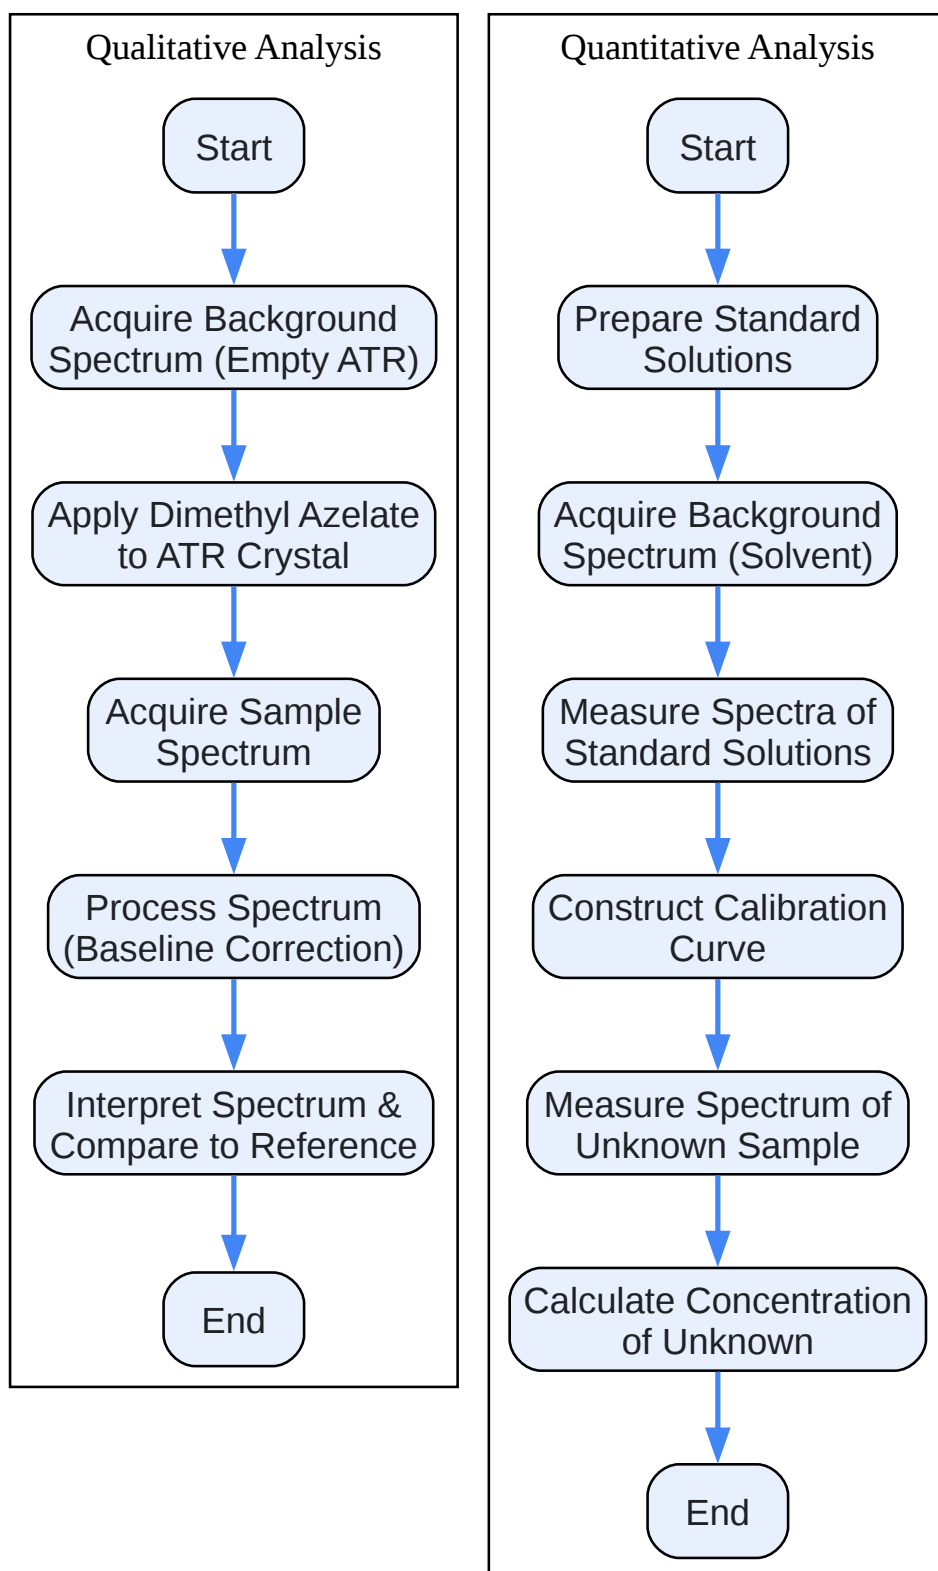 Qualitative Analysis
Start
Acquire Background
Spectrum (Empty ATR)
Apply Dimethyl Azelate
to ATR Crystal
Acquire Sample
Spectrum
Process Spectrum
(Baseline Correction)
Interpret Spectrum &
Compare to Reference
End
Quantitative Analysis
Start
Prepare Standard
Solutions
Acquire Background
Spectrum (Solvent)
Measure Spectra of
Standard Solutions
Construct Calibration
Curve
Measure Spectrum of
Unknown Sample
Calculate Concentration
of Unknown
End